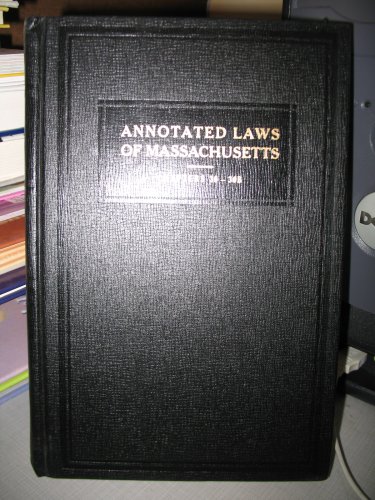 ANNOTATED LAWS
OF MASSACHUSETTS